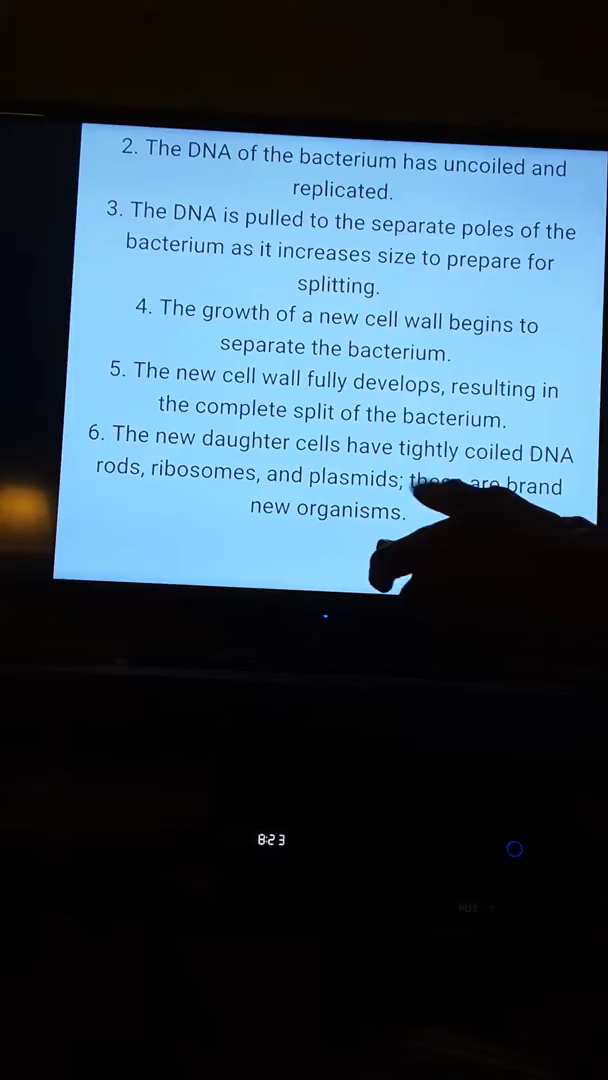 2. The DNA of the bacterium has uncoiled and
replicated.
3. The DNA is pulled to the separate poles of the
bacterium as it increases size to prepare for
splitting.
4. The growth of a new cell wall begins to
separate the bacterium.
5. The new cell wall fully develops, resulting in
the complete split of the bacterium.
6. The new daughter cells have tightly coiled DNA
rods, ribosomes, and plasmids; these are brand
new organisms.
8:23